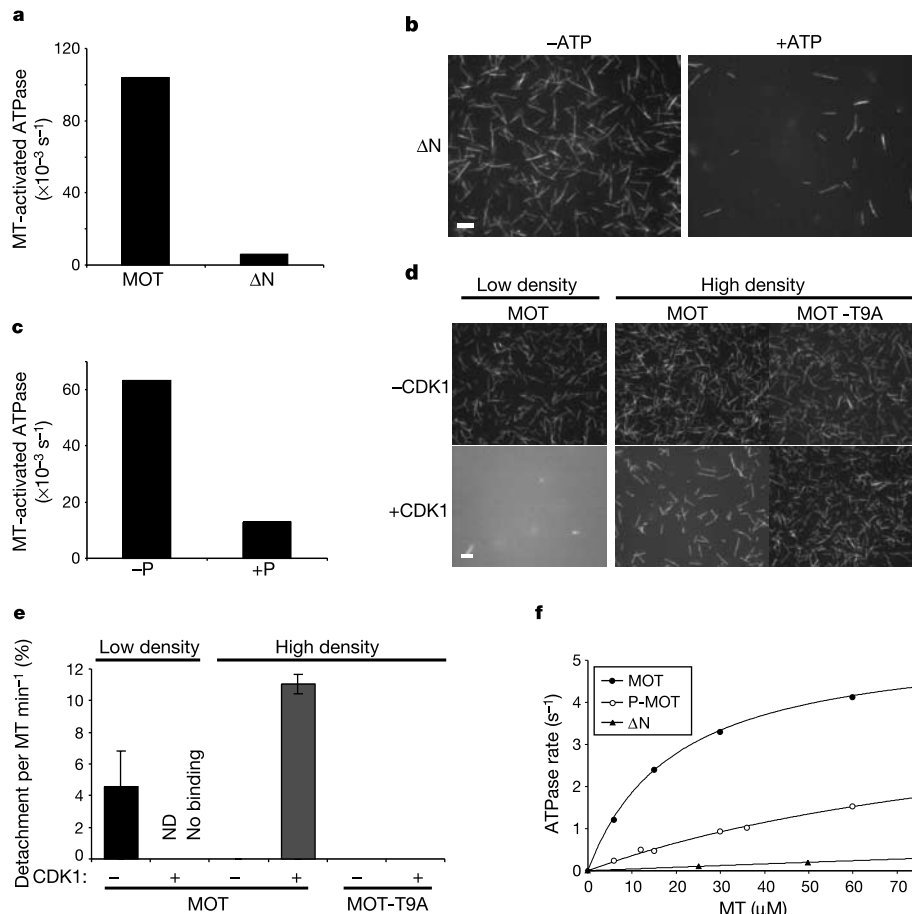 a
MT-activated ATPase
(×10⁻³ s⁻¹)
120
80
40
0
MOT ΔN
b
–ATP +ATP
ΔN
c
MT-activated ATPase
(×10⁻³ s⁻¹)
60
40
20
0
–P +P
d
Low density High density
MOT MOT MOT -T9A
–CDK1
+CDK1
e
Low density High density
Detachment per MT min⁻¹ (%)
12
10
8
6
4
2
0
ND
No binding
CDK1: – + – + – +
MOT MOT-T9A
f
ATPase rate (s⁻¹)
5
4
3
2
1
0
MOT
P-MOT
ΔN
0 10 20 30 40 50 60 70
MT (μM)